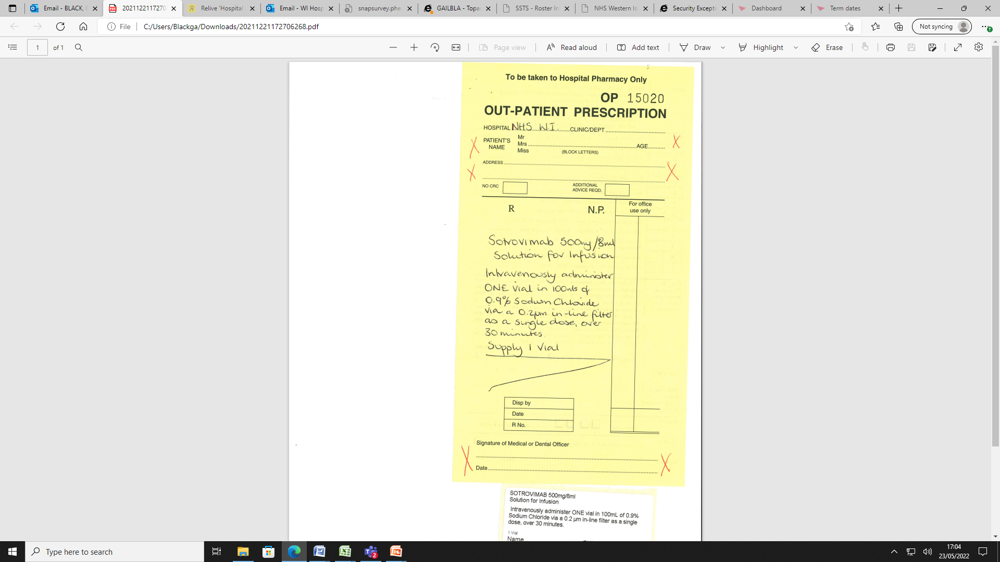 Email - BLACK, G
2021122117270
Relive 'Hospital
Email - WI Hosp
snapsurvey.phe.
GAILBLA - Topa
SSTS - Roster In
NHS Western Is
Security Excepti
Dashboard
Term dates
File
C:/Users/Blackga/Downloads/20211221172706268.pdf
Not syncing
1 of 1
Page view
Read aloud
Add text
Draw
Highlight
Erase
To be taken to Hospital Pharmacy Only
OP 15020
OUT-PATIENT PRESCRIPTION
HOSPITAL NHS W.I. CLINIC/DEPT
PATIENT'S NAME
Mr
Mrs
Miss
(BLOCK LETTERS)
AGE
X X
ADDRESS
X X
NO CRC
ADDITIONAL ADVICE REQD.
R N.P.
For office
use only
Sotrovimab 500mg/8ml
Solution for Infusion
Intravenously administer
ONE vial in 100mls of
0.9% Sodium Chloride
via a 0.2µm in-line filter
as a single dose, over
30 minutes.
Supply 1 Vial
Disp by
Date
R No.
Signature of Medical or Dental Officer
X X
Date
SOTROVIMAB 500mg/8ml
Solution for Infusion
Intravenously administer ONE vial in 100mL of 0.9%
Sodium Chloride via a 0.2 µm in-line filter as a single
dose, over 30 minutes.
1 Vial
Name
Type here to search
2
17:04
23/05/2022